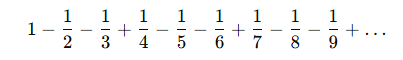 1 − 1/2 − 1/3 + 1/4 − 1/5 − 1/6 + 1/7 − 1/8 − 1/9 + …